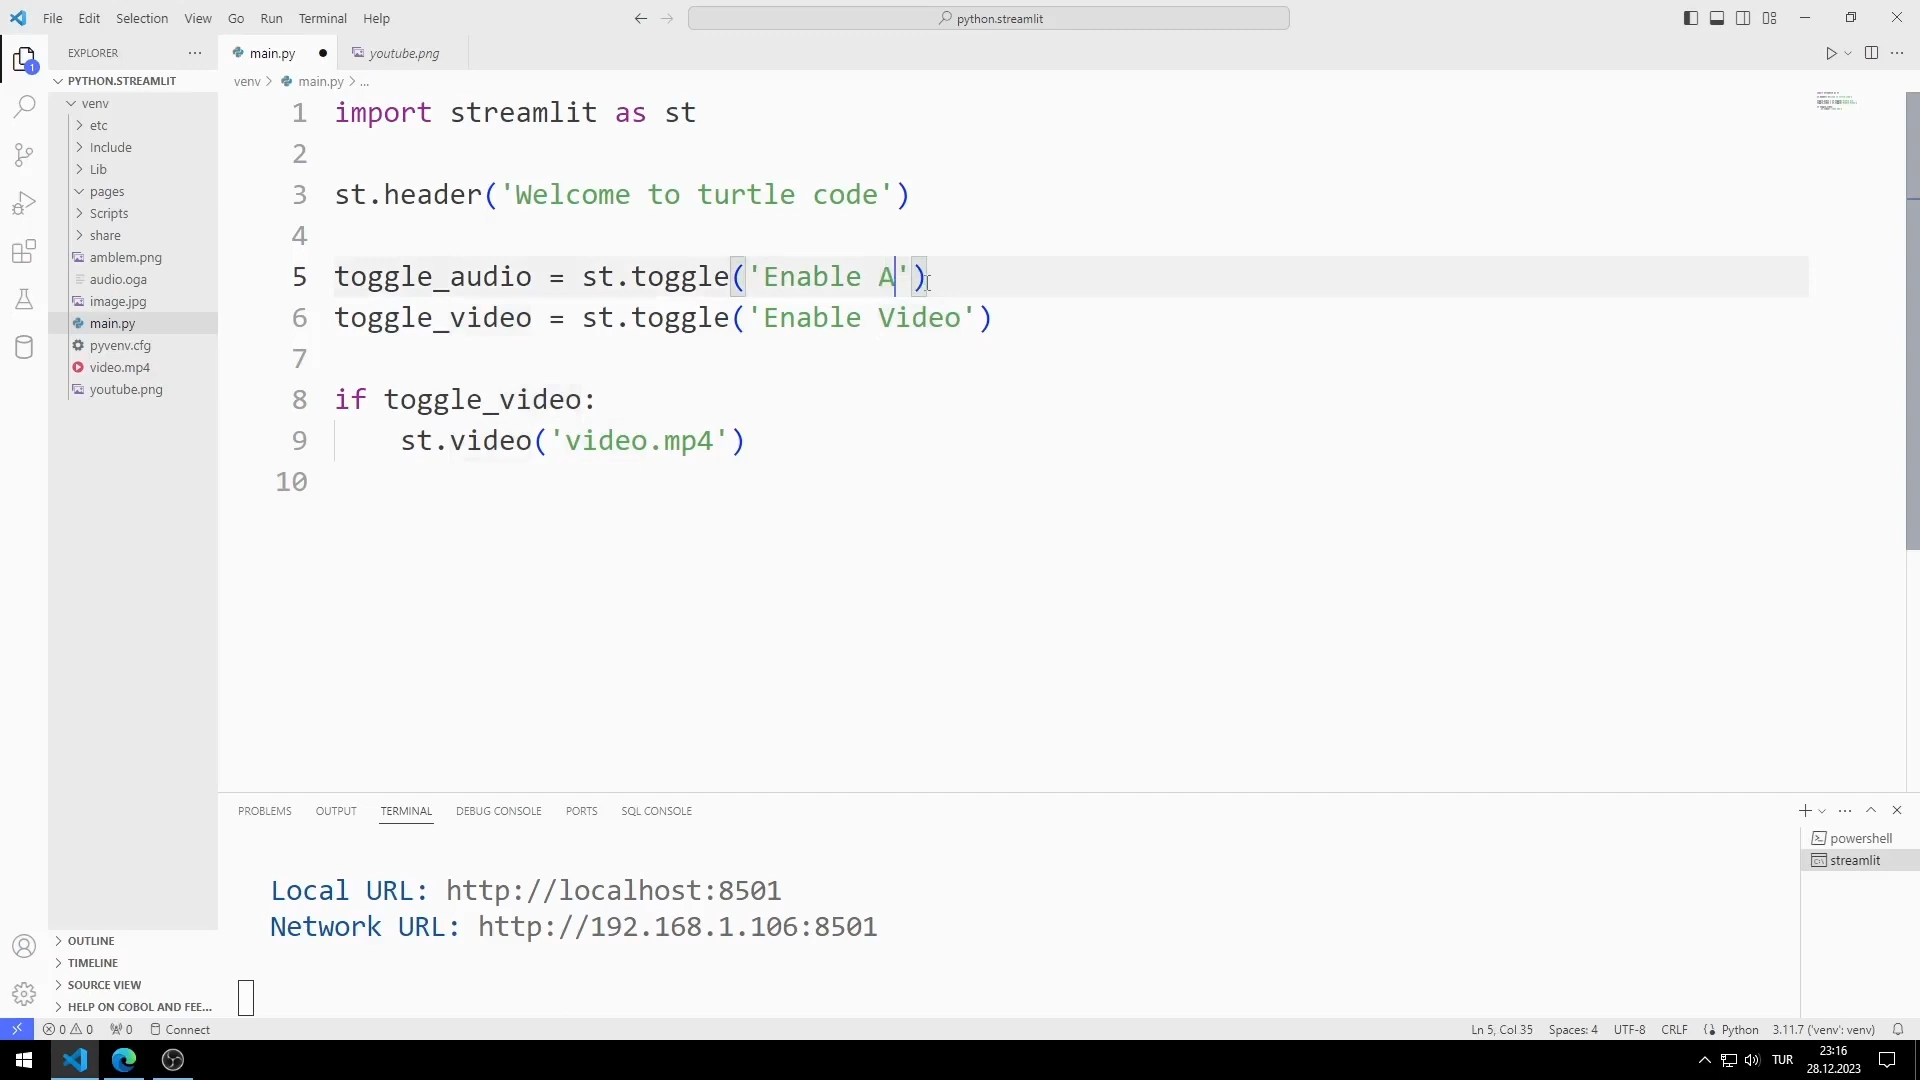 File Edit Selection View Go Run Terminal Help
python.streamlit
EXPLORER
1
PYTHON.STREAMLIT
venv
etc
Include
Lib
pages
Scripts
share
amblem.png
audio.oga
image.jpg
main.py
pyvenv.cfg
video.mp4
youtube.png
OUTLINE
TIMELINE
SOURCE VIEW
HELP ON COBOL AND FEE...
main.py
youtube.png
venv > main.py > ...
1 import streamlit as st
2
3 st.header('Welcome to turtle code')
4
5 toggle_audio = st.toggle('Enable A')
6 toggle_video = st.toggle('Enable Video')
7
8 if toggle_video:
9 st.video('video.mp4')
10
PROBLEMS OUTPUT TERMINAL DEBUG CONSOLE PORTS SQL CONSOLE
powershell
streamlit
Local URL: http://localhost:8501
Network URL: http://192.168.1.106:8501
0 0 0 Connect
Ln 5, Col 35 Spaces: 4 UTF-8 CRLF Python 3.11.7 ('venv': venv)
TUR
23:16
28.12.2023